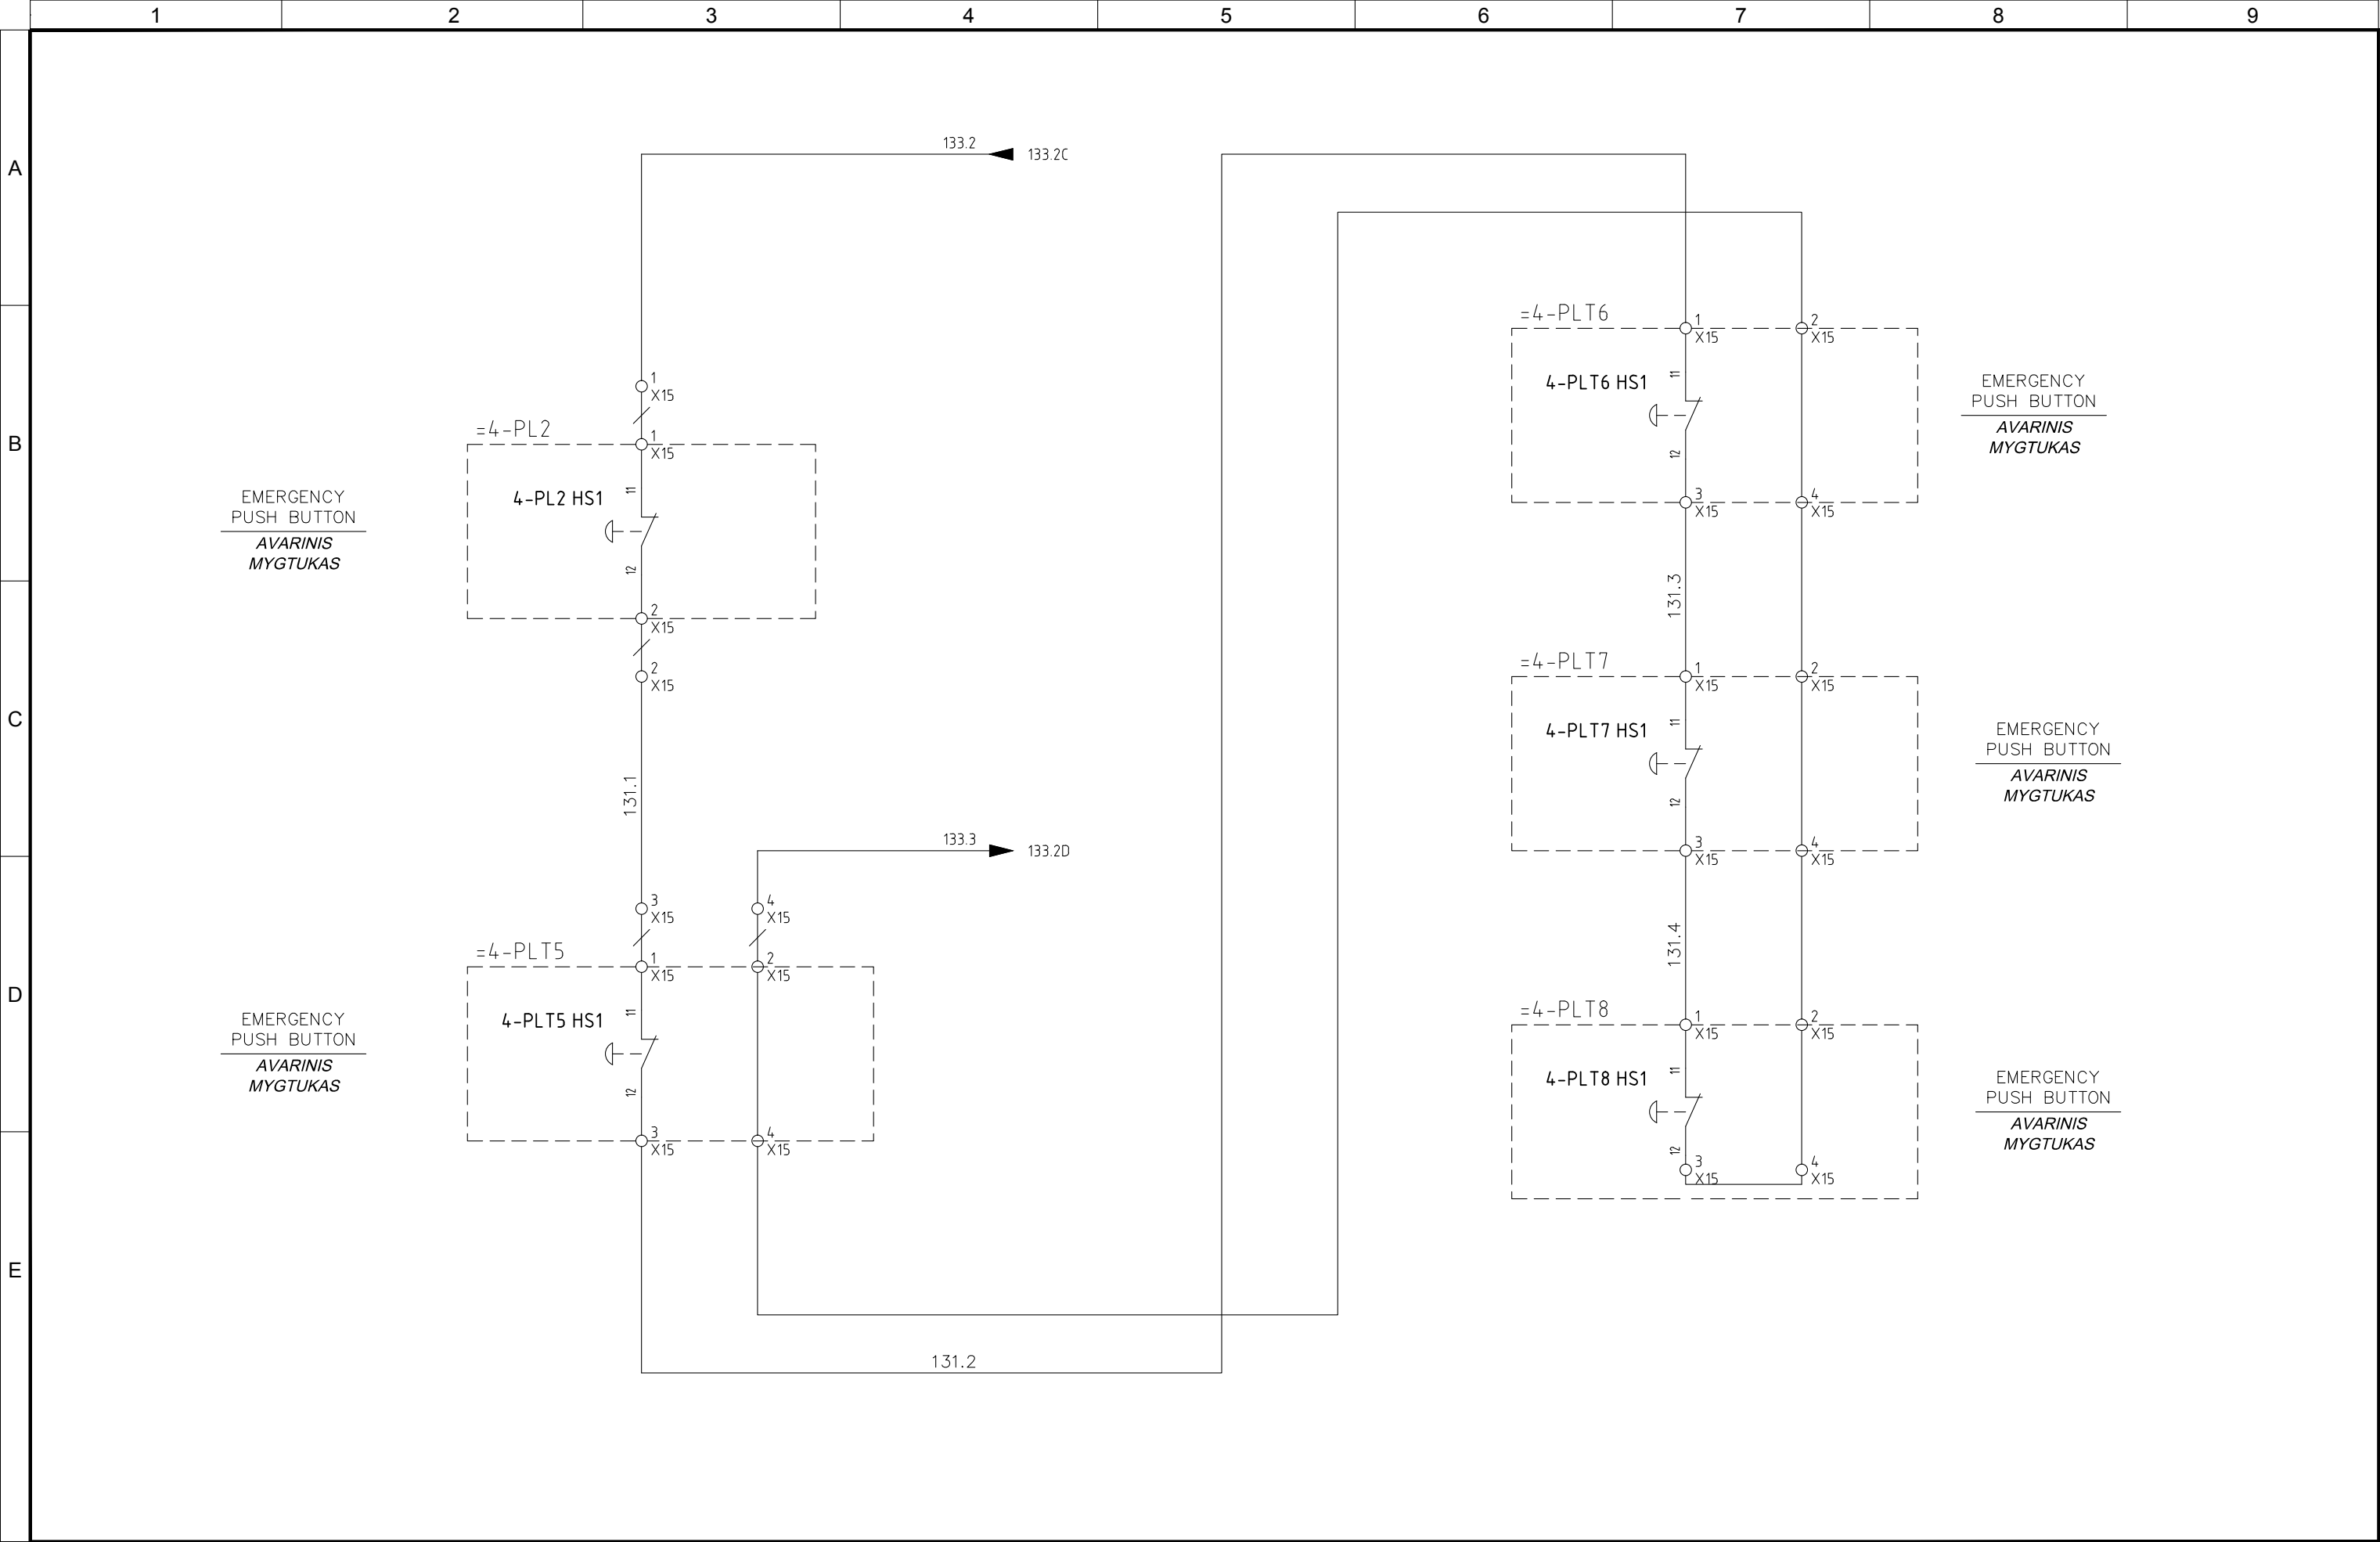 1 2 3 4 5 6 7 8 9
A
B
C
D
E
133.2
133.2C
1
X15
=4-PL2
1
X15
4-PL2 HS1
11
12
EMERGENCY
PUSH BUTTON
AVARINIS
MYGTUKAS
2
X15
2
X15
131.1
133.3
133.2D
3
X15
4
X15
=4-PLT5
1
X15
2
X15
4-PLT5 HS1
11
12
EMERGENCY
PUSH BUTTON
AVARINIS
MYGTUKAS
3
X15
4
X15
131.2
=4-PLT6
1
X15
2
X15
4-PLT6 HS1
11
12
EMERGENCY
PUSH BUTTON
AVARINIS
MYGTUKAS
3
X15
4
X15
131.3
=4-PLT7
1
X15
2
X15
4-PLT7 HS1
11
12
EMERGENCY
PUSH BUTTON
AVARINIS
MYGTUKAS
3
X15
4
X15
131.4
=4-PLT8
1
X15
2
X15
4-PLT8 HS1
11
12
EMERGENCY
PUSH BUTTON
AVARINIS
MYGTUKAS
3
X15
4
X15